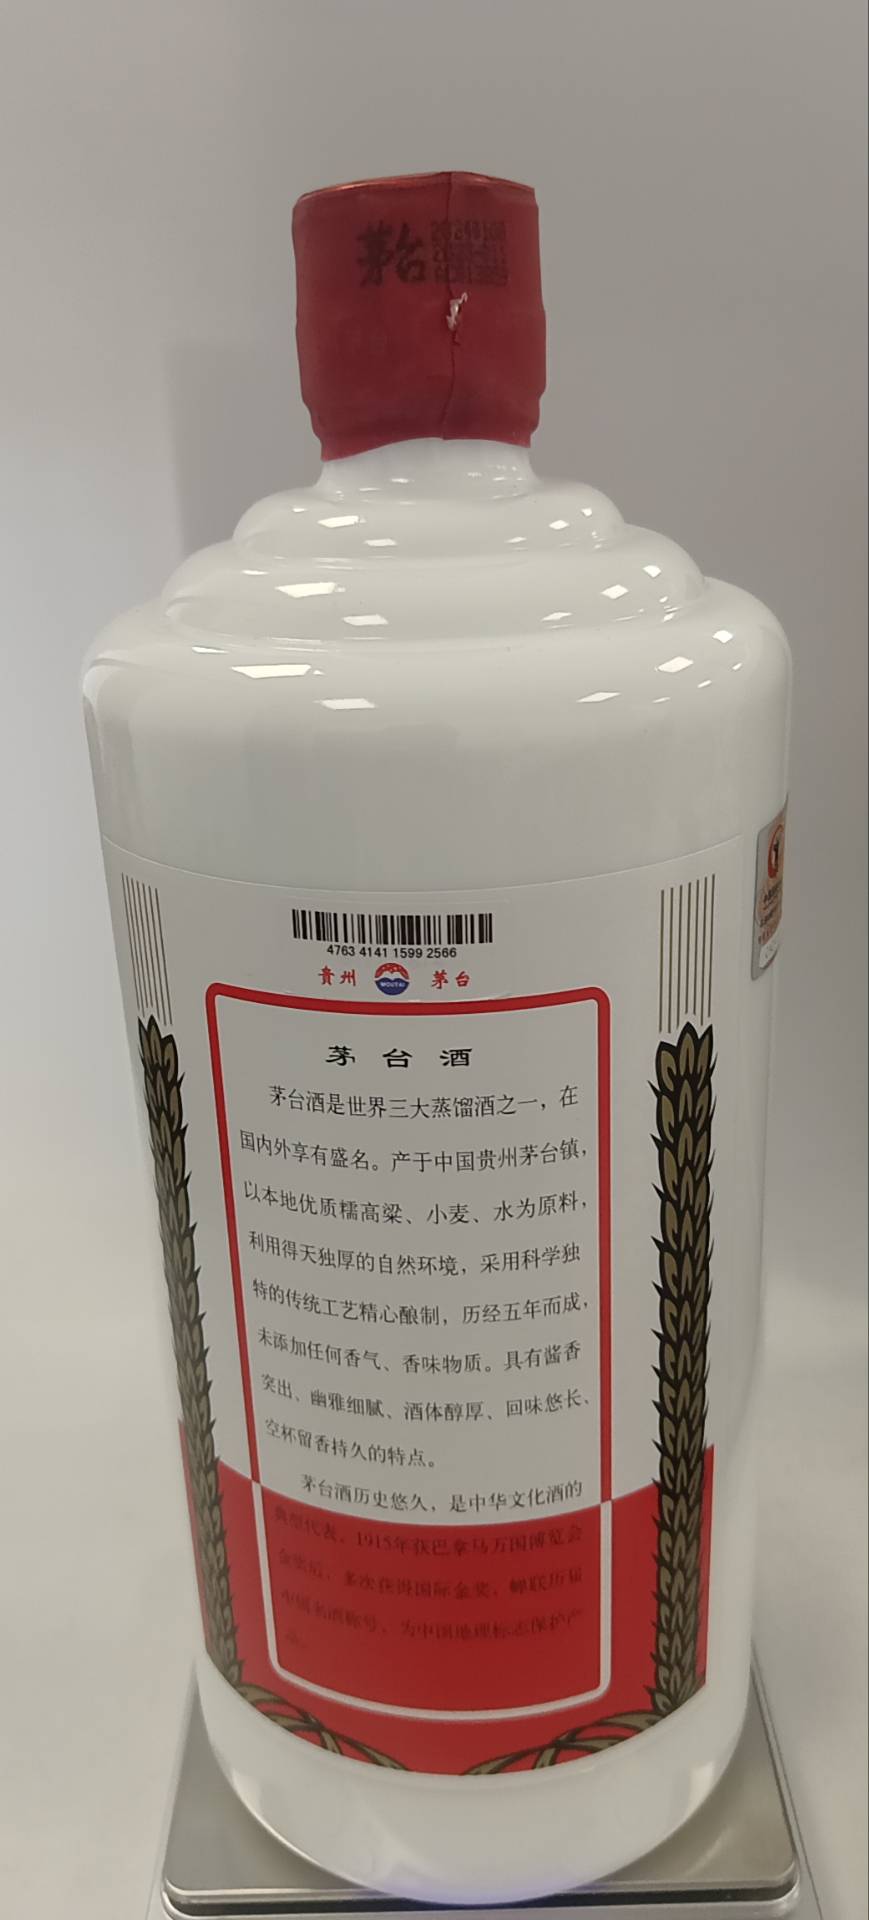 茅台
4763 4141 1599 2566
貴州 MOUTAI 茅台
茅台酒
茅台酒是世界三大蒸馏酒之一，在
国内外享有盛名。产于中国贵州茅台镇，
以本地优质糯高粱、小麦、水为原料，
利用得天独厚的自然环境，采用科学独
特的传统工艺精心酿制，历经五年而成，
未添加任何香气、香味物质。具有酱香
突出、幽雅细腻、酒体醇厚、回味悠长、
空杯留香持久的特点。
茅台酒历史悠久，是中华文化酒的
典型代表。1915年获巴拿马万国博览会
金奖后，多次获得国际金奖，蝉联历届
中国名酒称号，为中国地理标志保护产
品。